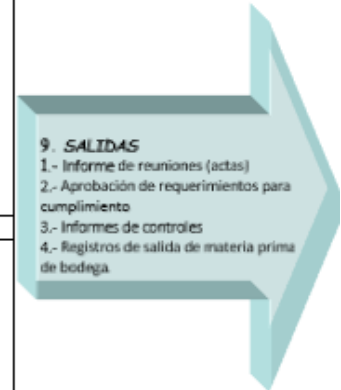 9. SALIDAS
1.- Informe de reuniones (actas)
2.- Aprobación de requerimientos para
cumplimiento
3.- Informes de controles
4.- Registros de salida de materia prima
de bodega.